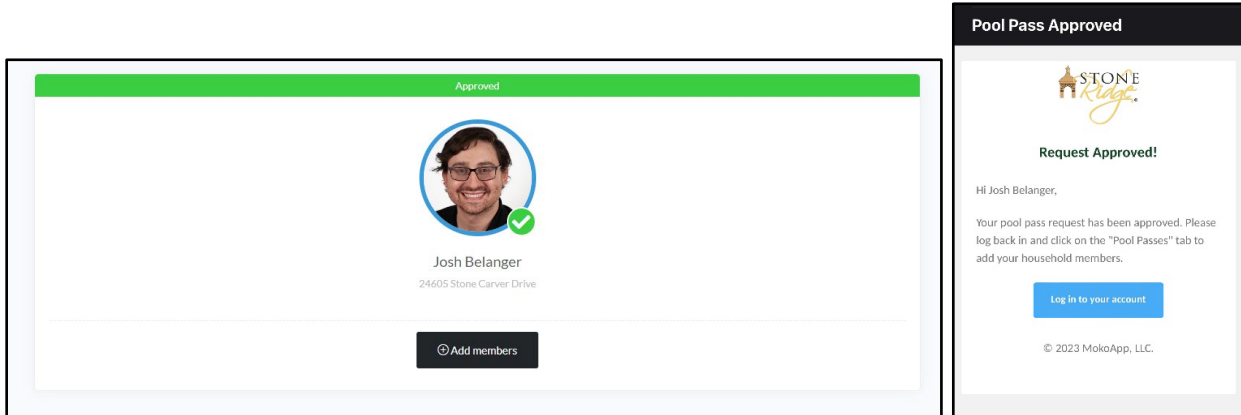 Approved
Josh Belanger
24605 Stone Carver Drive
Add members
Pool Pass Approved
STONE
Ridge
Request Approved!
Hi Josh Belanger,
Your pool pass request has been approved. Please
log back in and click on the "Pool Passes" tab to
add your household members.
Log in to your account
© 2023 MokoApp, LLC.